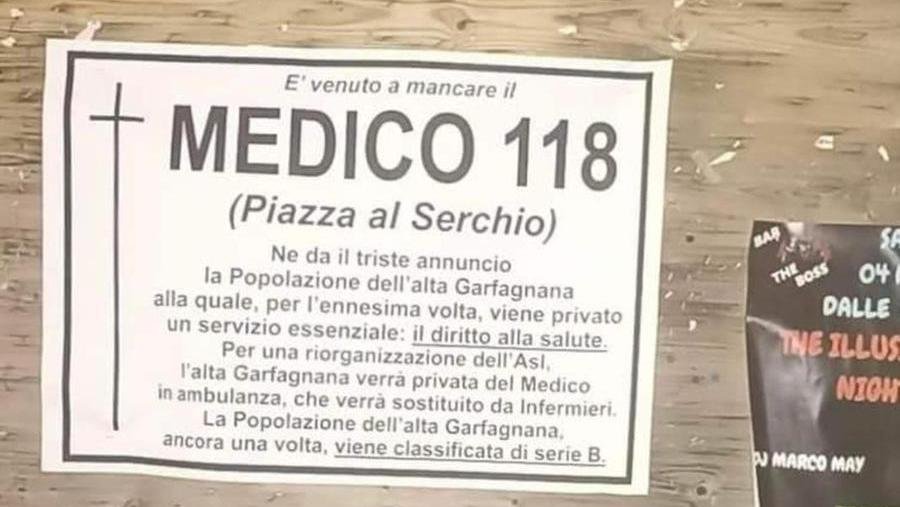 E' venuto a mancare il
MEDICO 118
(Piazza al Serchio)
Ne da il triste annuncio
la Popolazione dell'alta Garfagnana
alla quale, per l'ennesima volta, viene privato
un servizio essenziale: il diritto alla salute.
Per una riorganizzazione dell'Asl,
l'alta Garfagnana verrà privata del Medico
in ambulanza, che verrà sostituito da Infermieri.
La Popolazione dell'alta Garfagnana,
ancora una volta, viene classificata di serie B.
BAR
THE BOSS
SA
04
DALLE
THE ILLUS
NIGH
DJ MARCO MAY